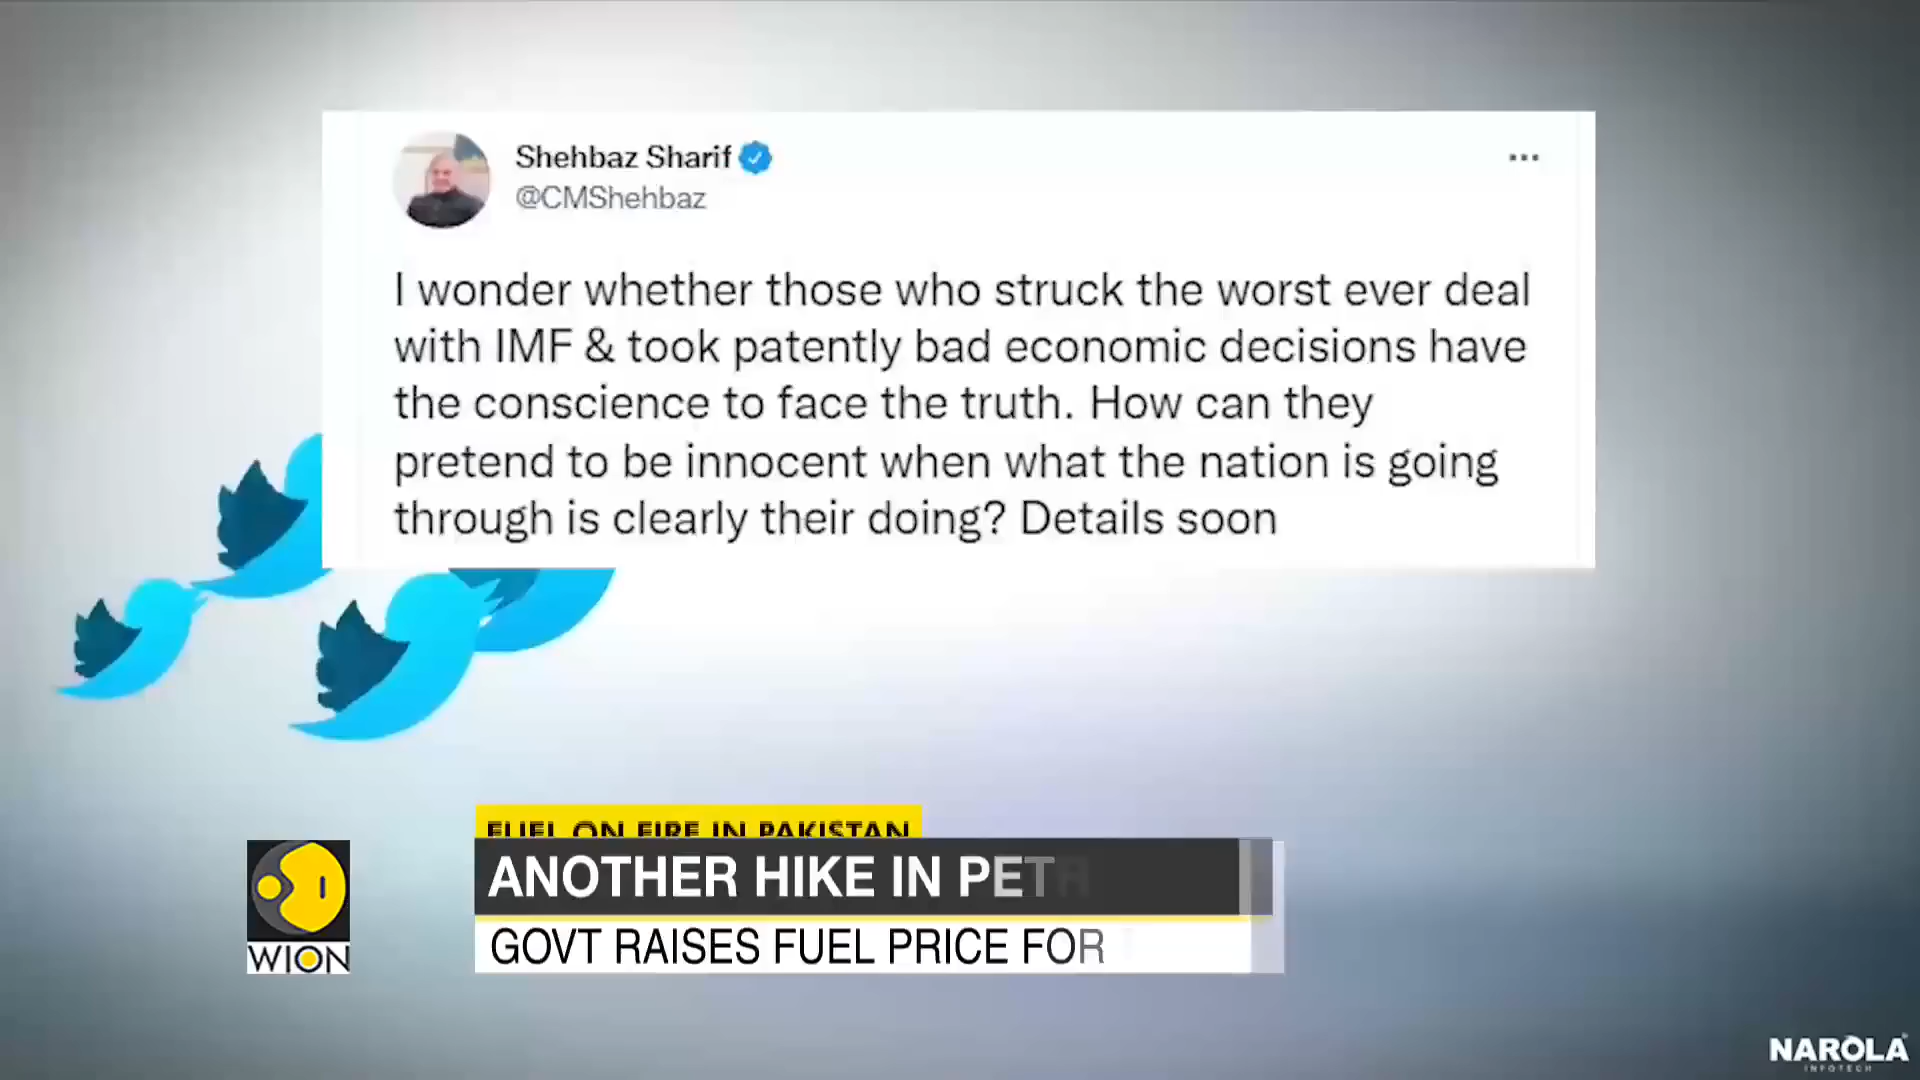 Shehbaz Sharif
@CMShehbaz
I wonder whether those who struck the worst ever deal
with IMF & took patently bad economic decisions have
the conscience to face the truth. How can they
pretend to be innocent when what the nation is going
through is clearly their doing? Details soon
FUEL ON FIRE IN PAKISTAN
ANOTHER HIKE IN PETR
GOVT RAISES FUEL PRICE FOR
WION
NAROLA
INFOTECH